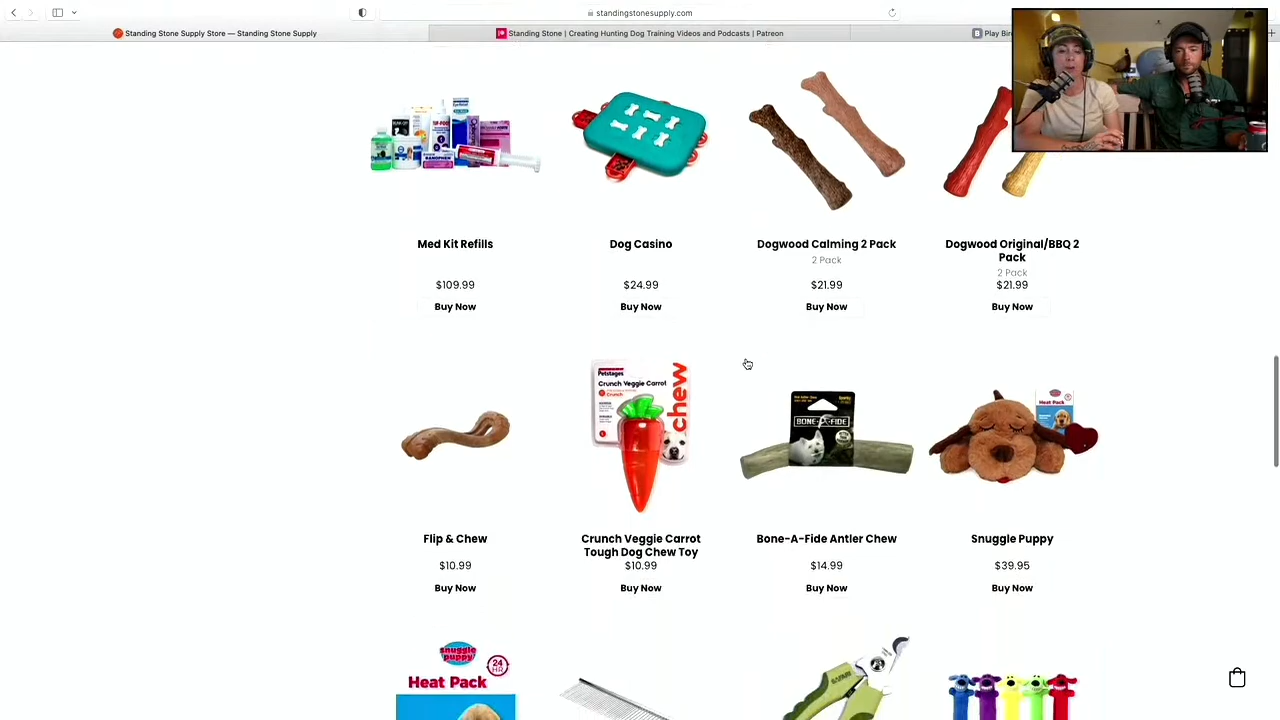 standingstonesupply.com
Standing Stone Supply Store — Standing Stone Supply
Standing Stone | Creating Hunting Dog Training Videos and Podcasts | Patreon
Play Bir
Med Kit Refills
$109.99
Buy Now
Dog Casino
$24.99
Buy Now
Dogwood Calming 2 Pack
2 Pack
$21.99
Buy Now
Dogwood Original/BBQ 2
Pack
2 Pack
$21.99
Buy Now
Petstages
Crunch Veggie Carrot
Crunch
chew
BONE-A-FIDE
Heat Pack
Flip & Chew
$10.99
Buy Now
Crunch Veggie Carrot
Tough Dog Chew Toy
$10.99
Buy Now
Bone-A-Fide Antler Chew
$14.99
Buy Now
Snuggle Puppy
$39.95
Buy Now
snuggle
puppy
24
HR
Heat Pack